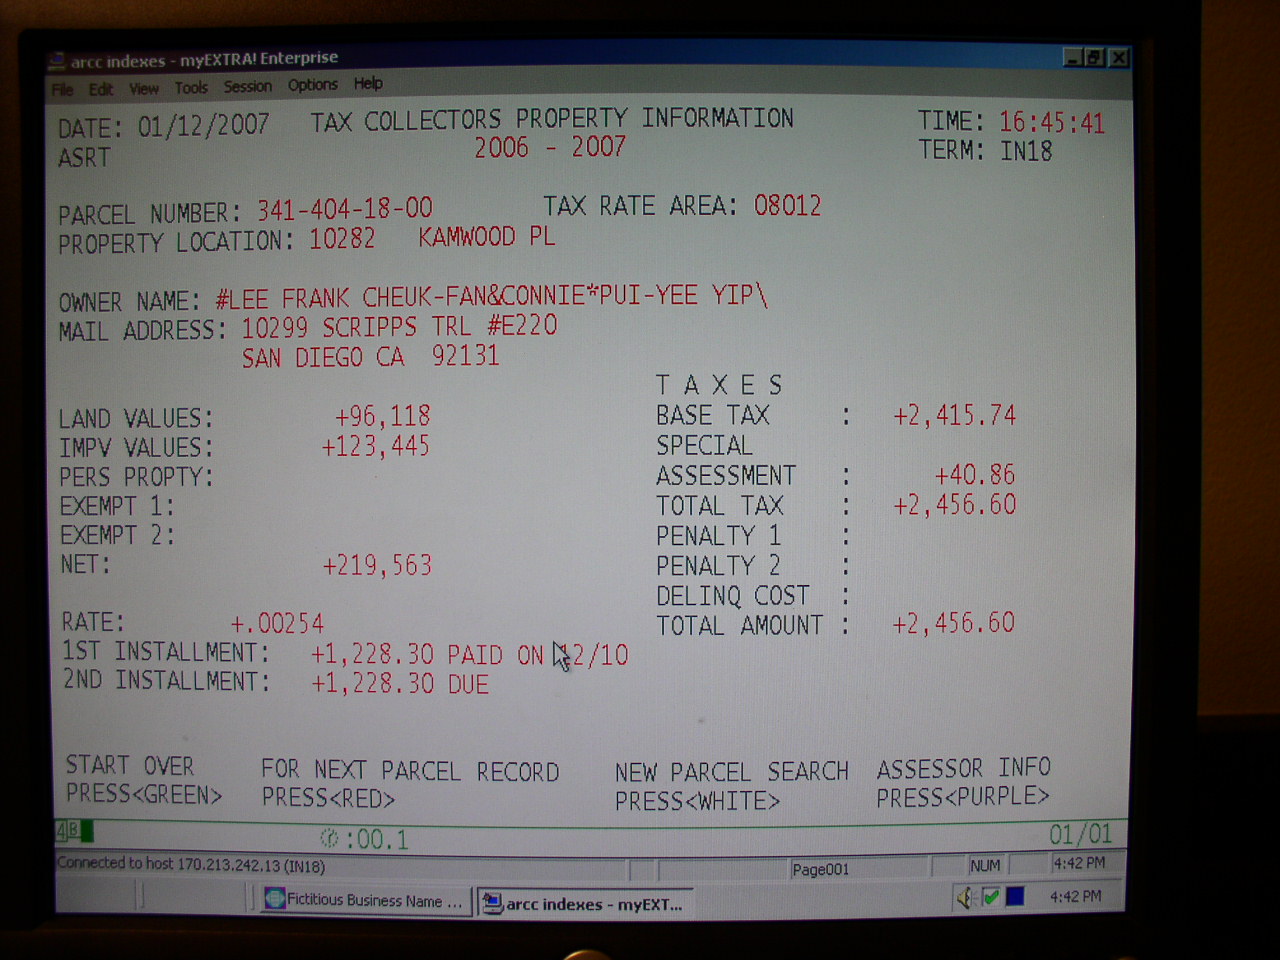 arcc indexes - myEXTRA! Enterprise
File Edit View Tools Session Options Help
DATE: 01/12/2007 TAX COLLECTORS PROPERTY INFORMATION TIME: 16:45:41
ASRT 2006 - 2007 TERM: IN18
PARCEL NUMBER: 341-404-18-00 TAX RATE AREA: 08012
PROPERTY LOCATION: 10282 KAMWOOD PL
OWNER NAME: #LEE FRANK CHEUK-FAN&CONNIE*PUI-YEE YIP\
MAIL ADDRESS: 10299 SCRIPPS TRL #E220
SAN DIEGO CA 92131
T A X E S
LAND VALUES: +96,118 BASE TAX : +2,415.74
IMPV VALUES: +123,445 SPECIAL
PERS PROPTY: ASSESSMENT : +40.86
EXEMPT 1: TOTAL TAX : +2,456.60
EXEMPT 2: PENALTY 1 :
NET: +219,563 PENALTY 2 :
DELINQ COST :
RATE: +.00254 TOTAL AMOUNT : +2,456.60
1ST INSTALLMENT: +1,228.30 PAID ON 12/10
2ND INSTALLMENT: +1,228.30 DUE
START OVER FOR NEXT PARCEL RECORD NEW PARCEL SEARCH ASSESSOR INFO
PRESS<GREEN> PRESS<RED> PRESS<WHITE> PRESS<PURPLE>
4B :00.1 01/01
Connected to host 170.213.242.13 (IN18) Page001 NUM 4:42 PM
Fictitious Business Name ... arcc indexes - myEXT... 4:42 PM